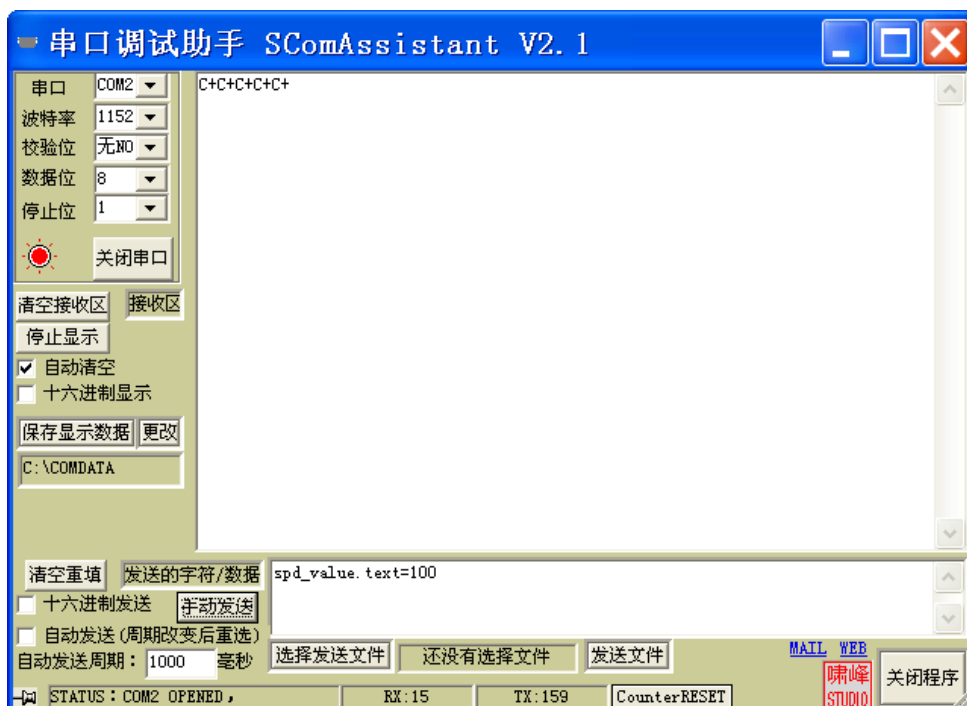 串口调试助手 SComAssistant V2.1
串口 COM2
波特率 1152
校验位 无NO
数据位 8
停止位 1
关闭串口
清空接收区 接收区
停止显示
自动清空
十六进制显示
保存显示数据 更改
C:\COMDATA
C+C+C+C+C+
清空重填 发送的字符/数据
spd_value.text=100
十六进制发送 手动发送
自动发送(周期改变后重选)
自动发送周期: 1000 毫秒
选择发送文件 还没有选择文件 发送文件
MAIL WEB
啸峰
STUDIO
关闭程序
STATUS:COM2 OPENED, RX:15 TX:159 CounterRESET